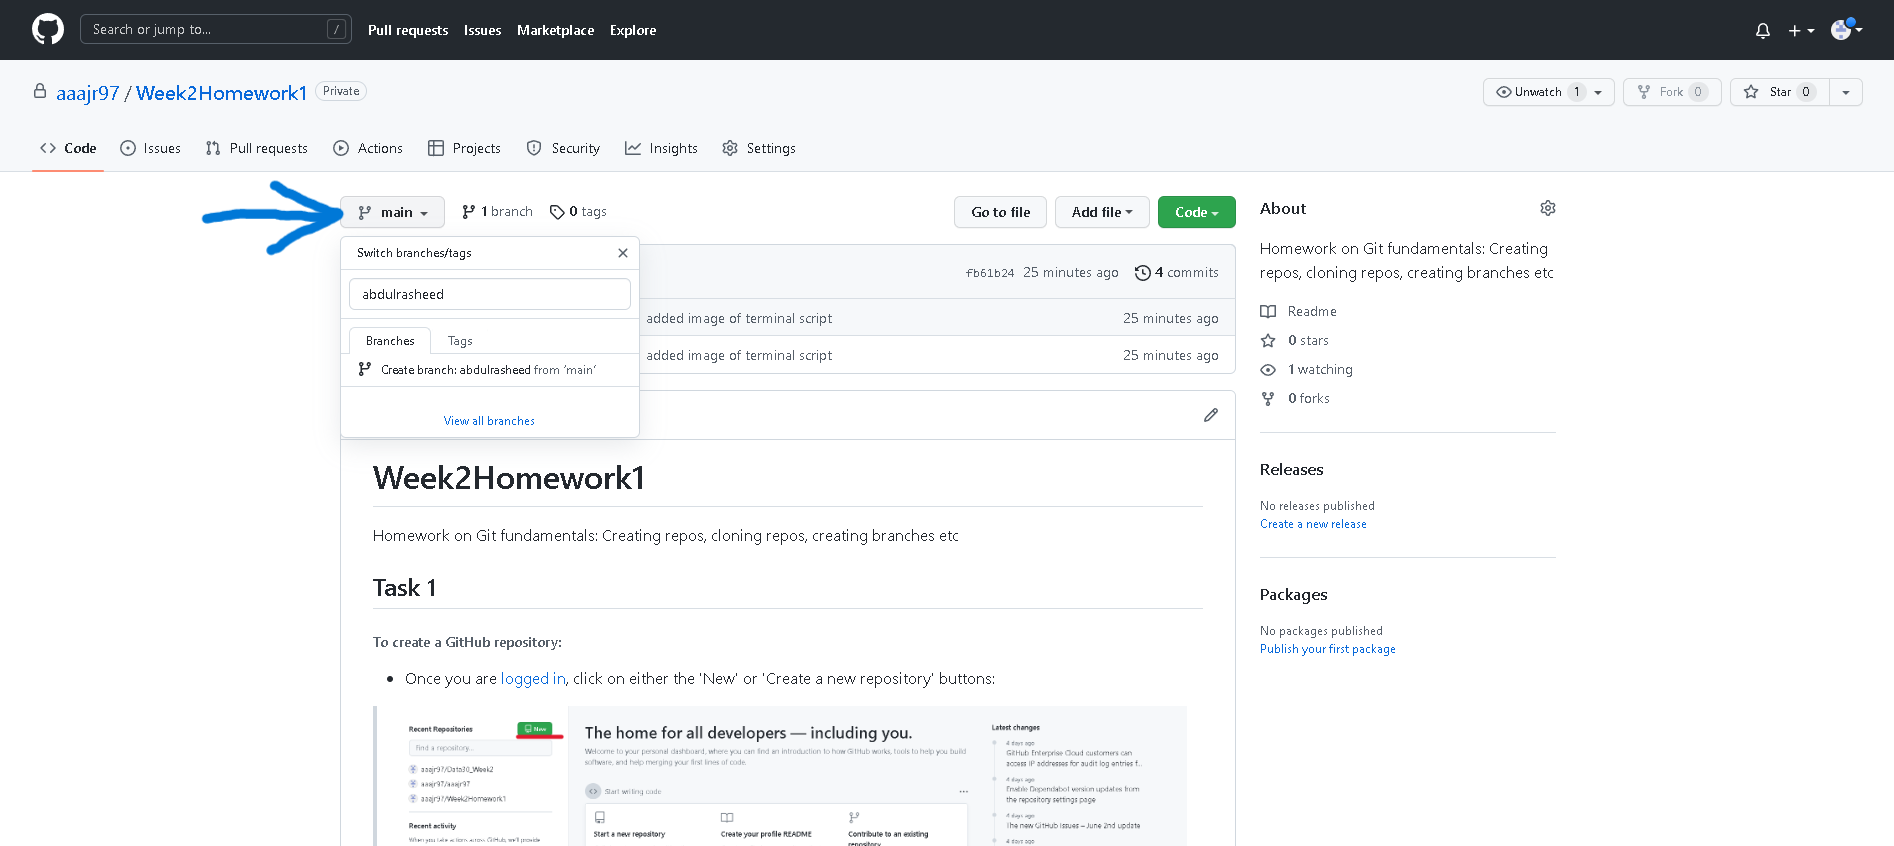 Search or jump to... /
Pull requests Issues Marketplace Explore
aaajr97 / Week2Homework1 Private
Unwatch 1 Fork 0 Star 0
Code Issues Pull requests Actions Projects Security Insights Settings
main 1 branch 0 tags
Go to file Add file Code
Switch branches/tags
abdulrasheed
Branches Tags
Create branch: abdulrasheed from ‘main’
View all branches
fb61b24 25 minutes ago 4 commits
added image of terminal script 25 minutes ago
added image of terminal script 25 minutes ago
Week2Homework1
Homework on Git fundamentals: Creating repos, cloning repos, creating branches etc
Task 1
To create a GitHub repository:
Once you are logged in, click on either the 'New' or 'Create a new repository' buttons:
Recent Repositories New
Find a repository...
aaajr97/Data30_Week2
aaajr97/aaajr97
aaajr97/Week2Homework1
Recent activity
When you take actions across GitHub, we'll provide
The home for all developers — including you.
Welcome to your personal dashboard, where you can find an introduction to how GitHub works, tools to help you build
software, and help merging your first lines of code.
Start writing code
Start a new repository
Create your profile README
Contribute to an existing
repository
Latest changes
4 days ago
GitHub Enterprise Cloud customers can
access IP addresses for audit log entries f...
4 days ago
Enable Dependabot version updates from
the repository settings page
4 days ago
The new GitHub Issues – June 2nd update
4 days ago
About
Homework on Git fundamentals: Creating
repos, cloning repos, creating branches etc
Readme
0 stars
1 watching
0 forks
Releases
No releases published
Create a new release
Packages
No packages published
Publish your first package